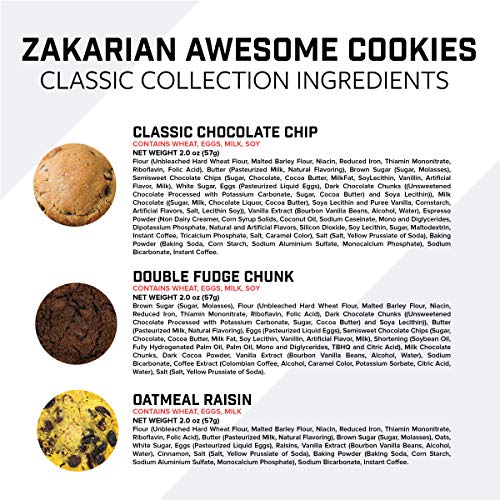 ZAKARIAN AWESOME COOKIES
CLASSIC COLLECTION INGREDIENTS
CLASSIC CHOCOLATE CHIP
CONTAINS WHEAT, EGGS, MILK, SOY
NET WEIGHT 2.0 oz (57g)
Flour (Unbleached Hard Wheat Flour, Malted Barley Flour, Niacin, Reduced Iron, Thiamin Mononitrate,
Riboflavin, Folic Acid), Butter (Pasteurized Milk, Natural Flavoring), Brown Sugar (Sugar, Molasses),
Semisweet Chocolate Chips (Sugar, Chocolate, Cocoa Butter, MilkFat, SoyLecithin, Vanillin, Artificial
Flavor, Milk), White Sugar, Eggs (Pasteurized Liquid Eggs), Dark Chocolate Chunks ((Unsweetened
Chocolate Processed with Potassium Carbonate, Sugar, Cocoa Butter) and Soy Lecithin), Milk
Chocolate ((Sugar, Milk, Chocolate Liquor, Cocoa Butter), Soya Lecithin and Puree Vanilla, Cornstarch,
Artificial Flavors, Salt, Lecithin Soy)), Vanilla Extract (Bourbon Vanilla Beans, Alcohol, Water), Espresso
Powder (Non Dairy Creamer, Corn Syrup Solids, Coconut Oil, Sodium Caseinate, Mono and Diglycerides,
Dipotassium Phosphate, Natural and Artificial Flavors, Silicon Dioxide, Soy Lecithin, Sugar, Maltodextrin,
Instant Coffee, Tricalcium Phosphate, Salt, Caramel Color), Salt (Salt, Yellow Prussiate of Soda), Baking
Powder (Baking Soda, Corn Starch, Sodium Aluminium Sulfate, Monocalcium Phosphate), Sodium
Bicarbonate, Instant Coffee.
DOUBLE FUDGE CHUNK
CONTAINS WHEAT, EGGS, MILK, SOY
NET WEIGHT 2.0 oz (57g)
Brown Sugar (Sugar, Molasses), Flour (Unbleached Hard Wheat Flour, Malted Barley Flour, Niacin,
Reduced Iron, Thiamin Mononitrate, Riboflavin, Folic Acid), Dark Chocolate Chunks ((Unsweetened
Chocolate Processed with Potassium Carbonate, Sugar, Cocoa Butter) and Soya Lecithin)), Butter
(Pasteurized Milk, Natural Flavoring), Eggs (Pasteurized Liquid Eggs), Semisweet Chocolate Chips (Sugar,
Chocolate, Cocoa Butter, Milk Fat, Soy Lecithin, Vanillin, Artificial Flavor, Milk), Shortening (Soybean Oil,
Fully Hydrogenated Palm Oil, Palm Oil, Mono and Diglycerides, TBHQ and Citric Acid), Milk Chocolate
Chunks, Dark Cocoa Powder, Vanilla Extract (Bourbon Vanilla Beans, Alcohol, Water), Sodium
Bicarbonate, Coffee Extract (Colombian Coffee, Alcohol, Caramel Color, Potassium Sorbate, Citric Acid,
Water), Salt (Salt, Yellow Prussiate of Soda).
OATMEAL RAISIN
CONTAINS WHEAT, EGGS, MILK
NET WEIGHT 2.0 oz (57g)
Flour (Unbleached Hard Wheat Flour, Malted Barley Flour, Niacin, Reduced Iron, Thiamin Mononitrate,
Riboflavin, Folic Acid), Butter (Pasteurized Milk, Natural Flavoring), Brown Sugar (Sugar, Molasses), Oats,
White Sugar, Eggs (Pasteurized Liquid Eggs), Raisins, Vanilla Extract (Bourbon Vanilla Beans, Alcohol,
Water), Cinnamon, Salt (Salt, Yellow Prussiate of Soda), Baking Powder (Baking Soda, Corn Starch,
Sodium Aluminium Sulfate, Monocalcium Phosphate), Sodium Bicarbonate, Instant Coffee.